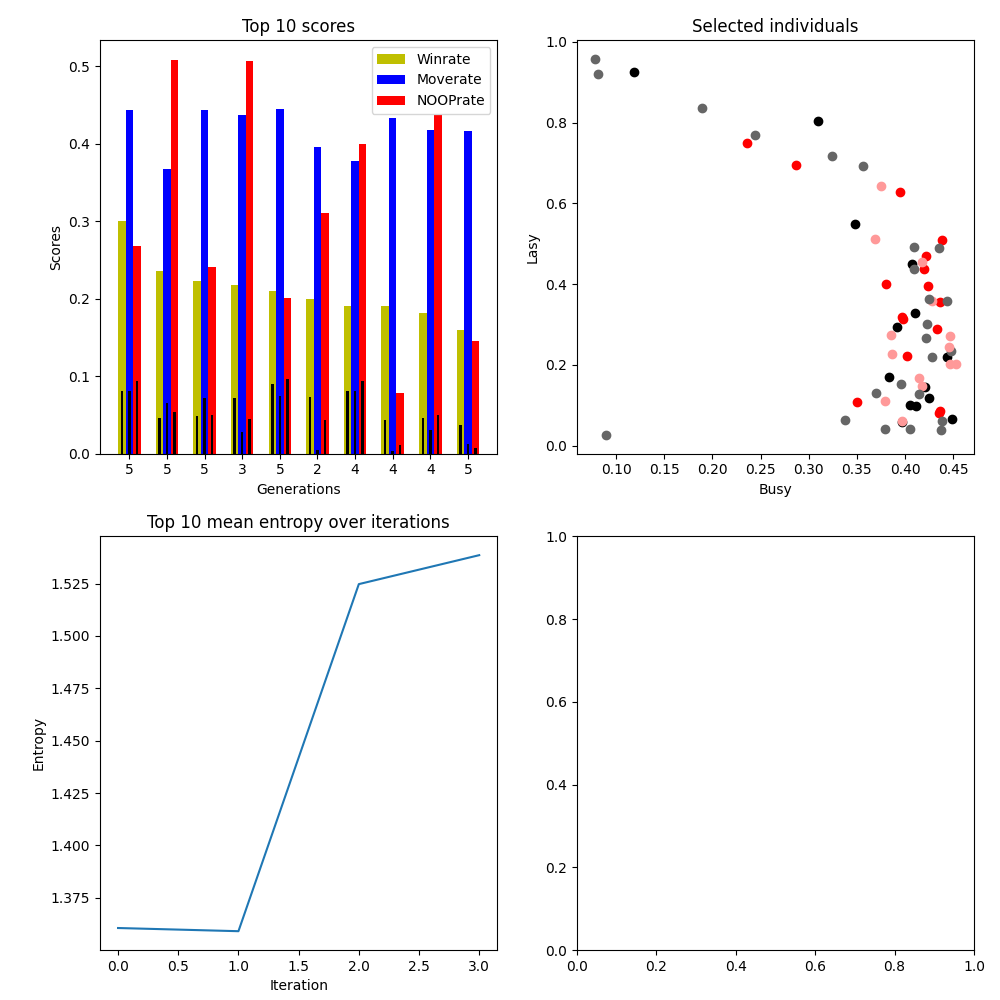 Top 10 scores
Winrate
Moverate
NOOPrate
Scores
0.5
0.4
0.3
0.2
0.1
0.0
5 5 5 3 5 2 4 4 4 5
Generations
Selected individuals
Lasy
1.0
0.8
0.6
0.4
0.2
0.0
0.10 0.15 0.20 0.25 0.30 0.35 0.40 0.45
Busy
Top 10 mean entropy over iterations
Entropy
1.525
1.500
1.475
1.450
1.425
1.400
1.375
0.0 0.5 1.0 1.5 2.0 2.5 3.0
Iteration
1.0
0.8
0.6
0.4
0.2
0.0
0.0 0.2 0.4 0.6 0.8 1.0